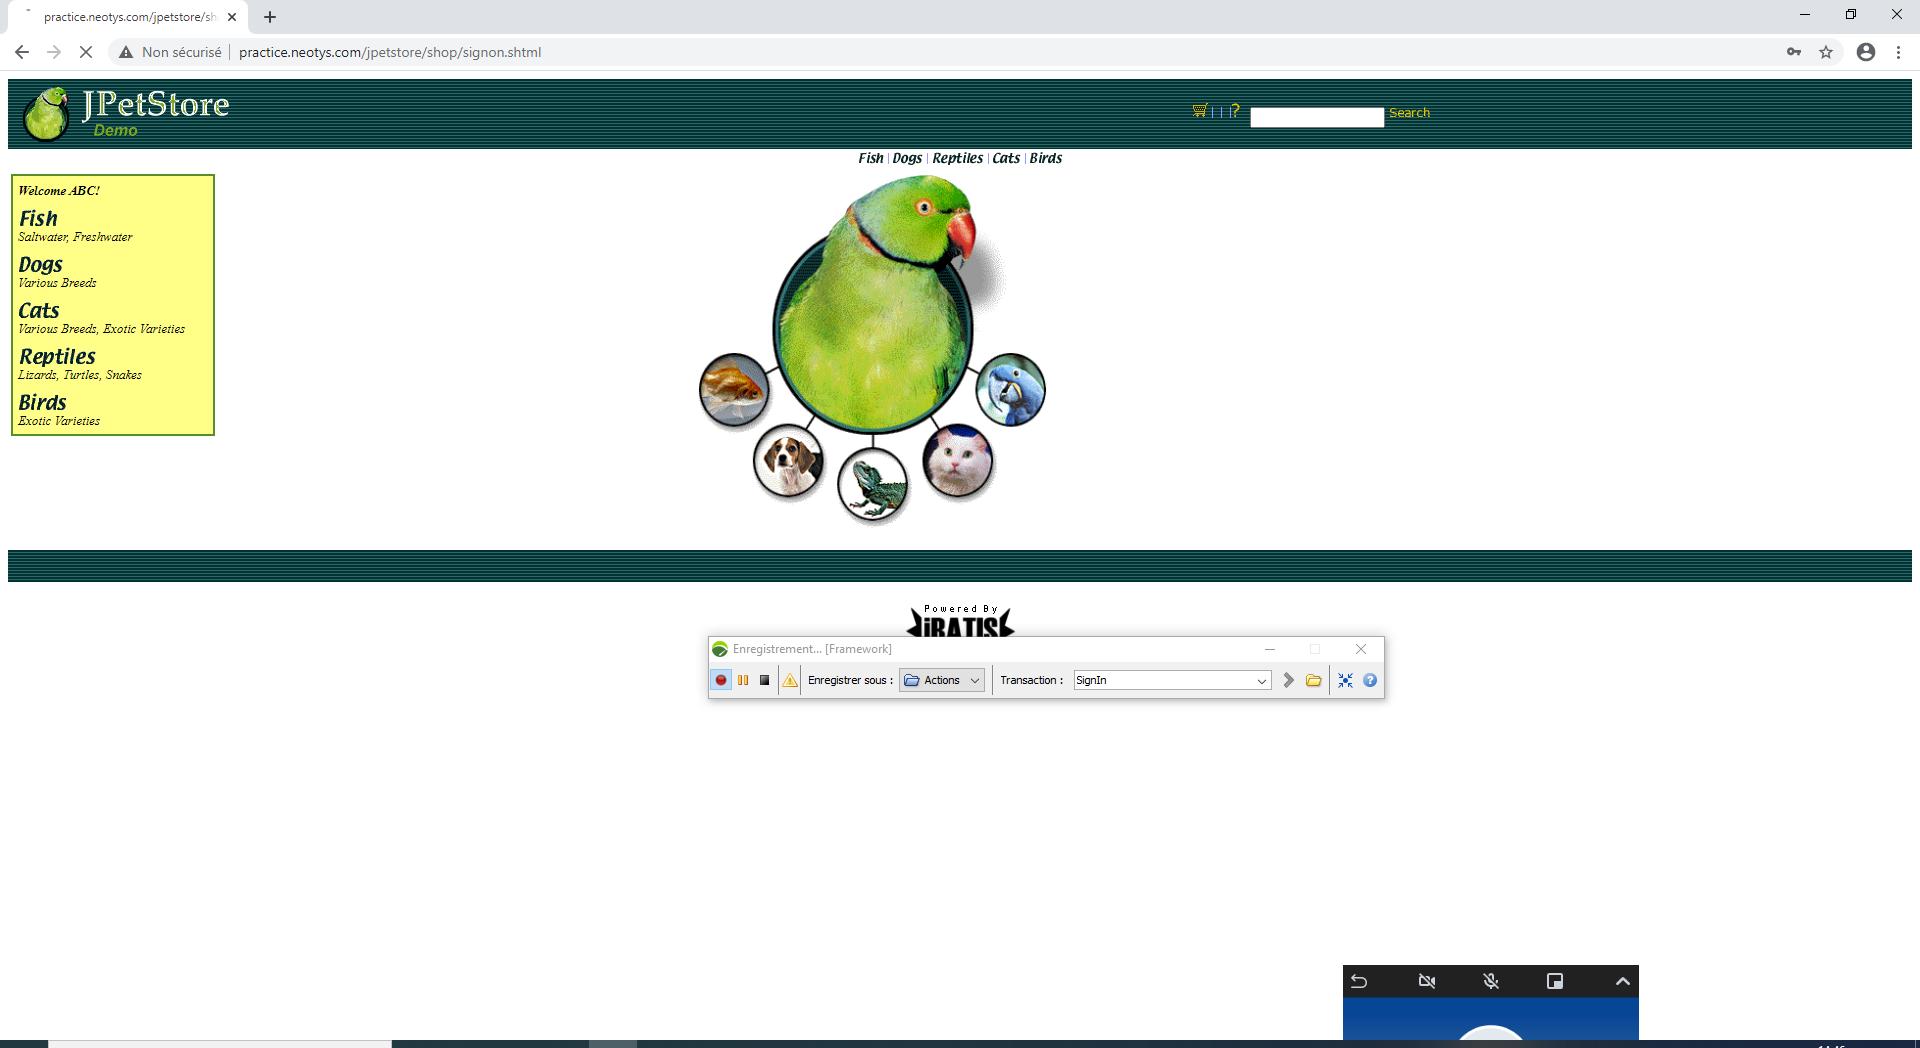 practice.neotys.com/jpetstore/sh
Non sécurisé practice.neotys.com/jpetstore/shop/signon.shtml
JPetStore
Demo
? Search
Fish | Dogs | Reptiles | Cats | Birds
Welcome ABC!
Fish
Saltwater, Freshwater
Dogs
Various Breeds
Cats
Various Breeds, Exotic Varieties
Reptiles
Lizards, Turtles, Snakes
Birds
Exotic Varieties
Powered By
iBATIS
Enregistrement... [Framework]
Enregistrer sous : Actions Transaction : SignIn